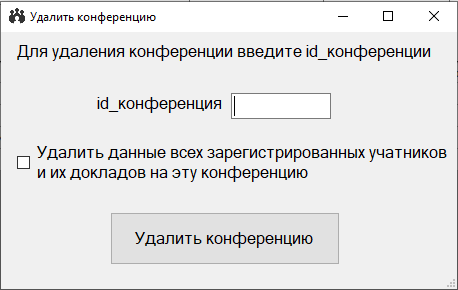 Удалить конференцию
Для удаления конференции введите id_конференции
id_конференция
Удалить данные всех зарегистрированных учатников
и их докладов на эту конференцию
Удалить конференцию